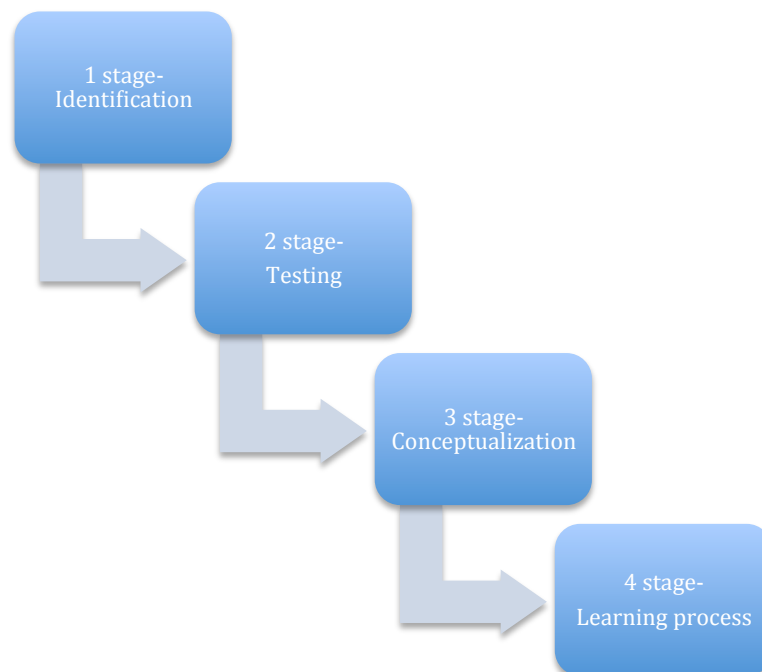 1 stage-
Identification
2 stage-
Testing
3 stage-
Conceptualization
4 stage-
Learning process